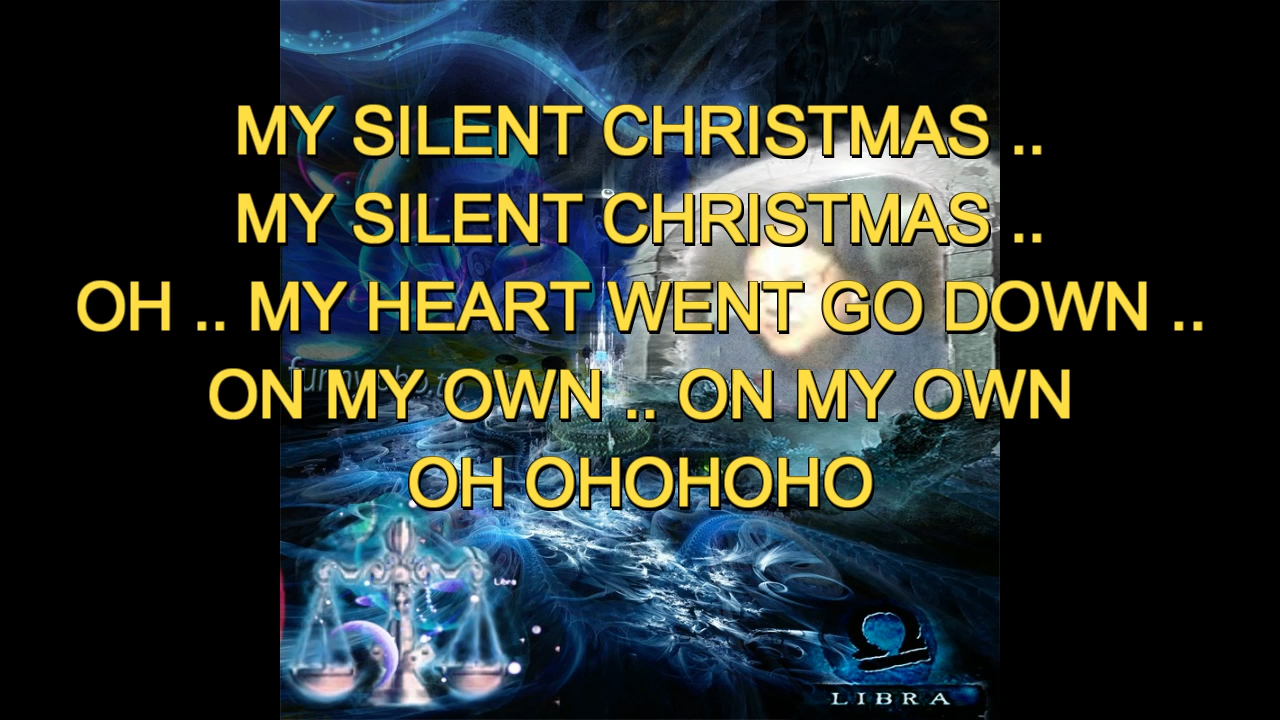 MY SILENT CHRISTMAS ..
MY SILENT CHRISTMAS ..
OH .. MY HEART WENT GO DOWN ..
ON MY OWN .. ON MY OWN
OH OHOHOHO
Libra
LIBRA